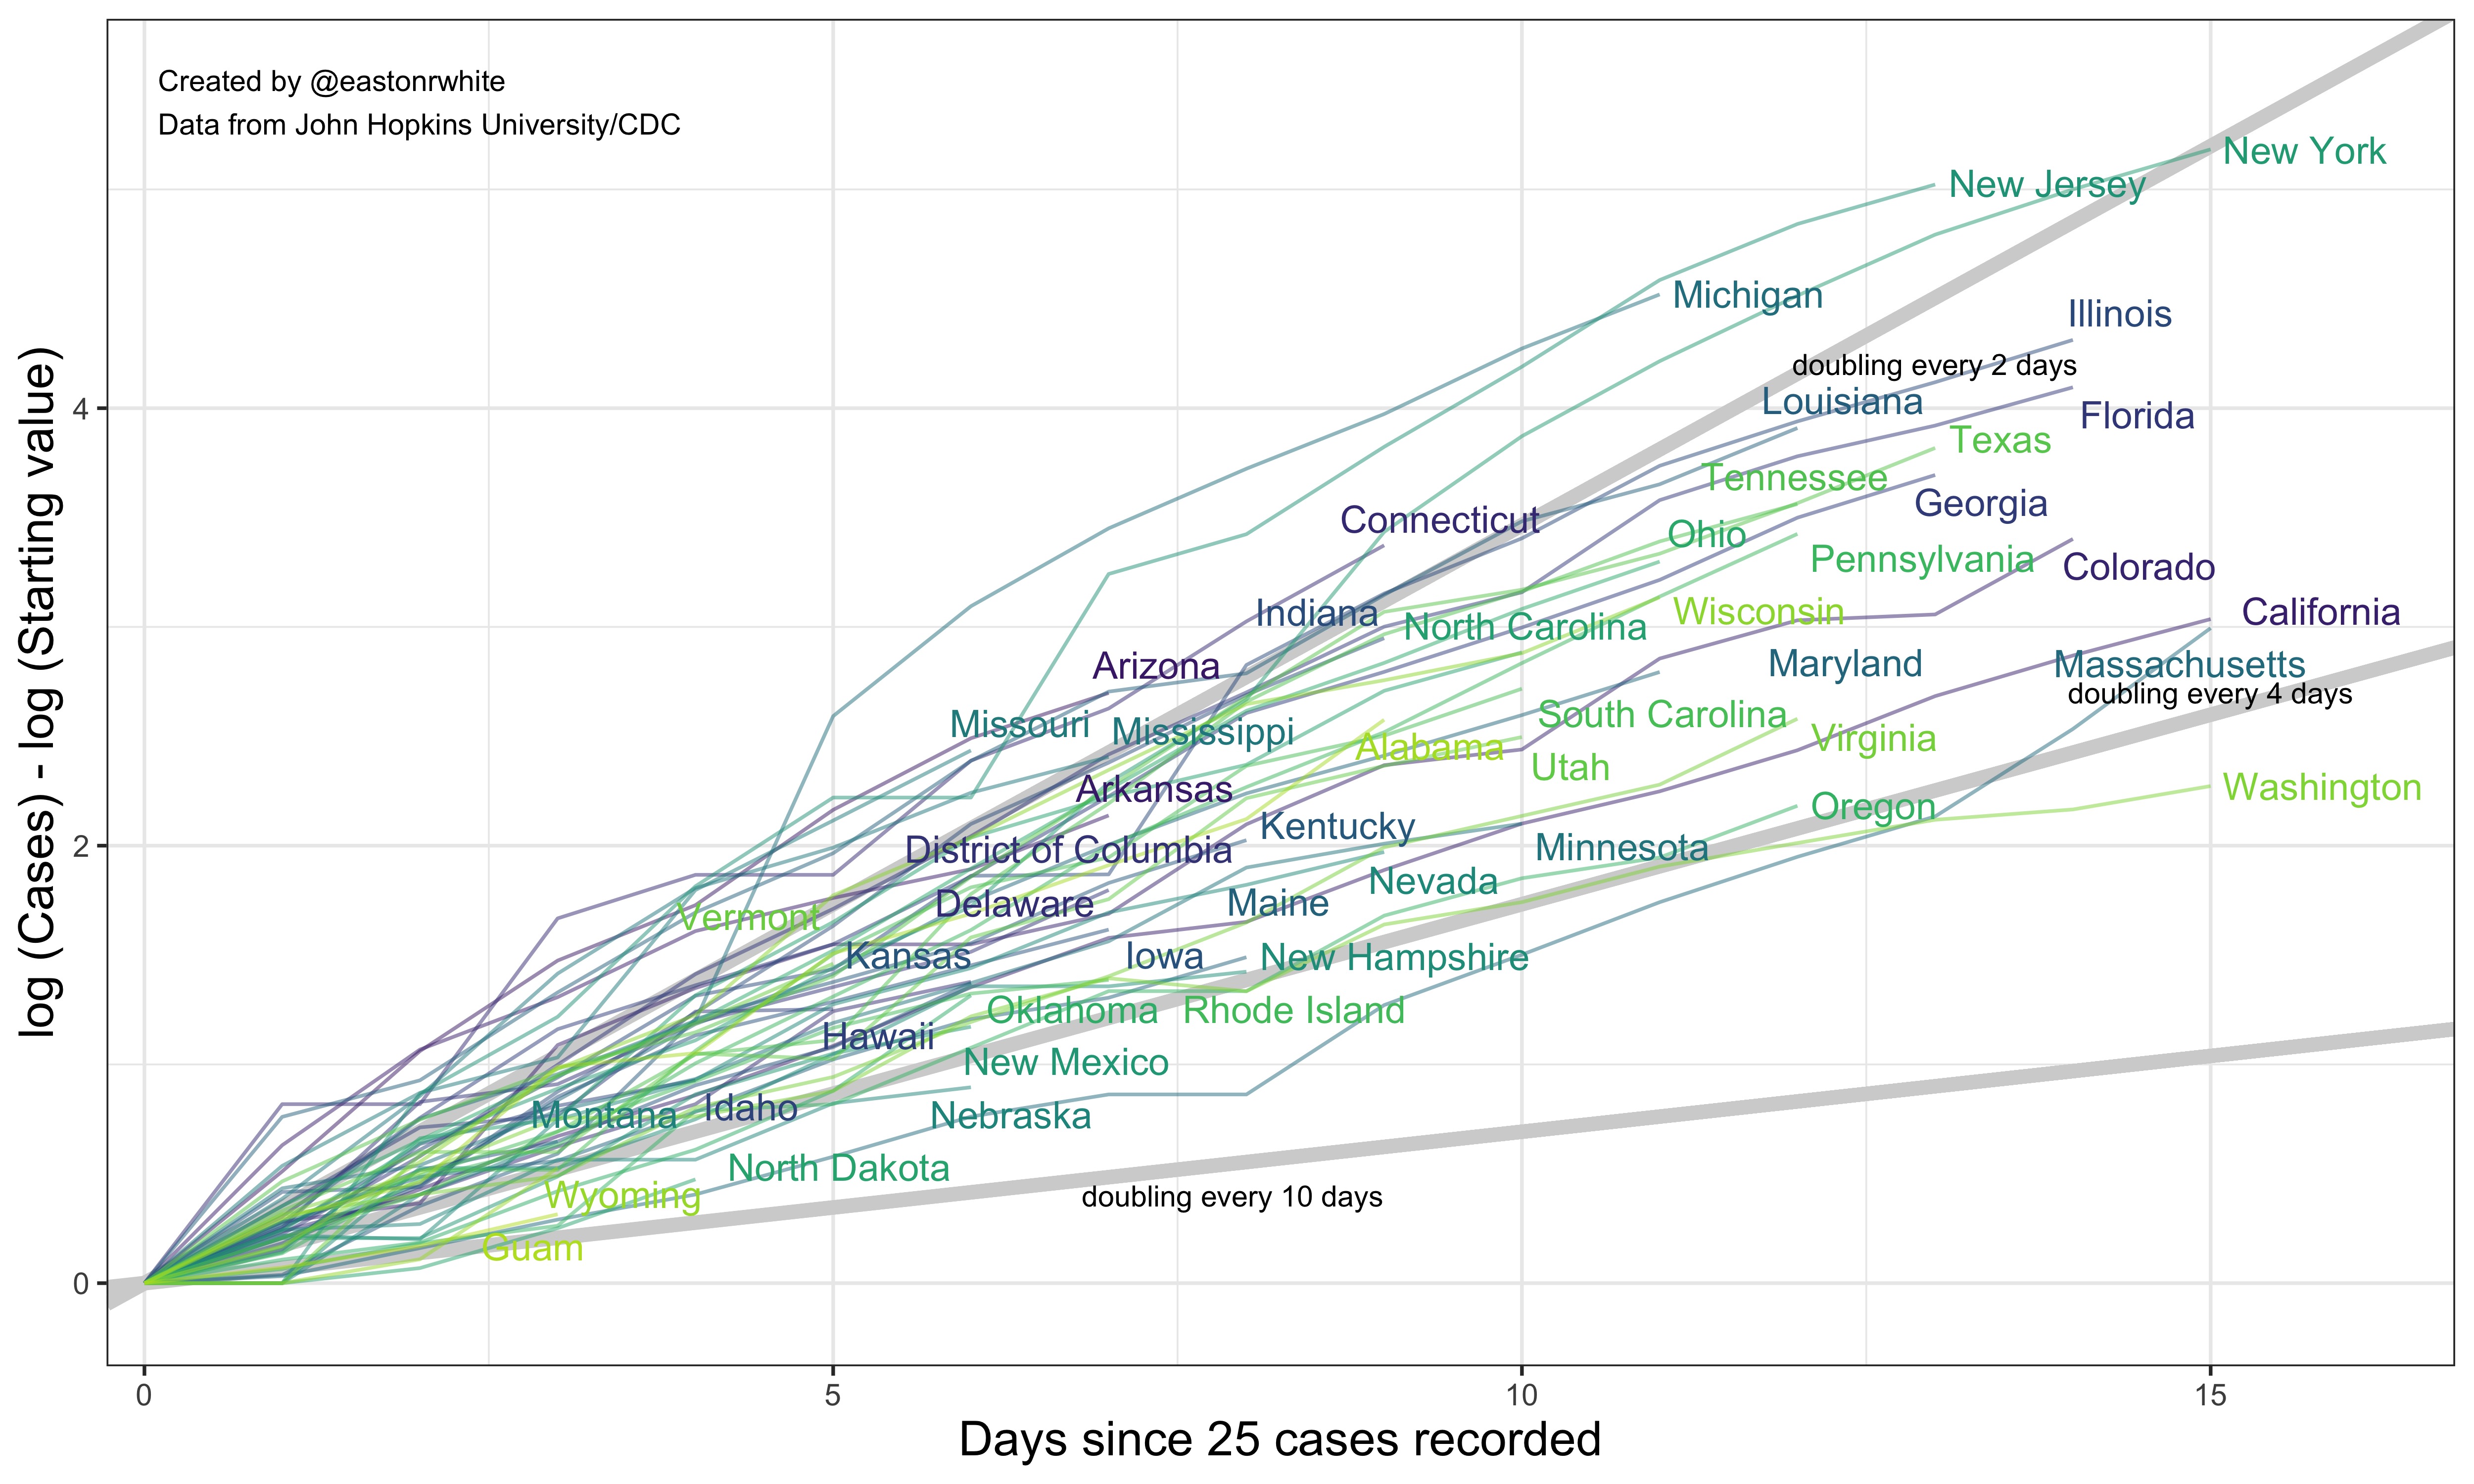 Created by @eastonrwhite
Data from John Hopkins University/CDC
New York
New Jersey
Michigan
Illinois
doubling every 2 days
Louisiana
Florida
Texas
Tennessee
Georgia
Connecticut
Ohio
Pennsylvania
Colorado
Indiana
North Carolina
Wisconsin
California
Arizona
Maryland
Massachusetts
doubling every 4 days
Missouri
Mississippi
South Carolina
Alabama
Virginia
Utah
Arkansas
Washington
Oregon
Kentucky
District of Columbia
Minnesota
Nevada
Delaware
Maine
Vermont
Kansas
Iowa
New Hampshire
Oklahoma
Rhode Island
Hawaii
New Mexico
Montana
Idaho
Nebraska
North Dakota
Wyoming
doubling every 10 days
Guam
4
2
0
log (Cases) - log (Starting value)
0
5
10
15
Days since 25 cases recorded